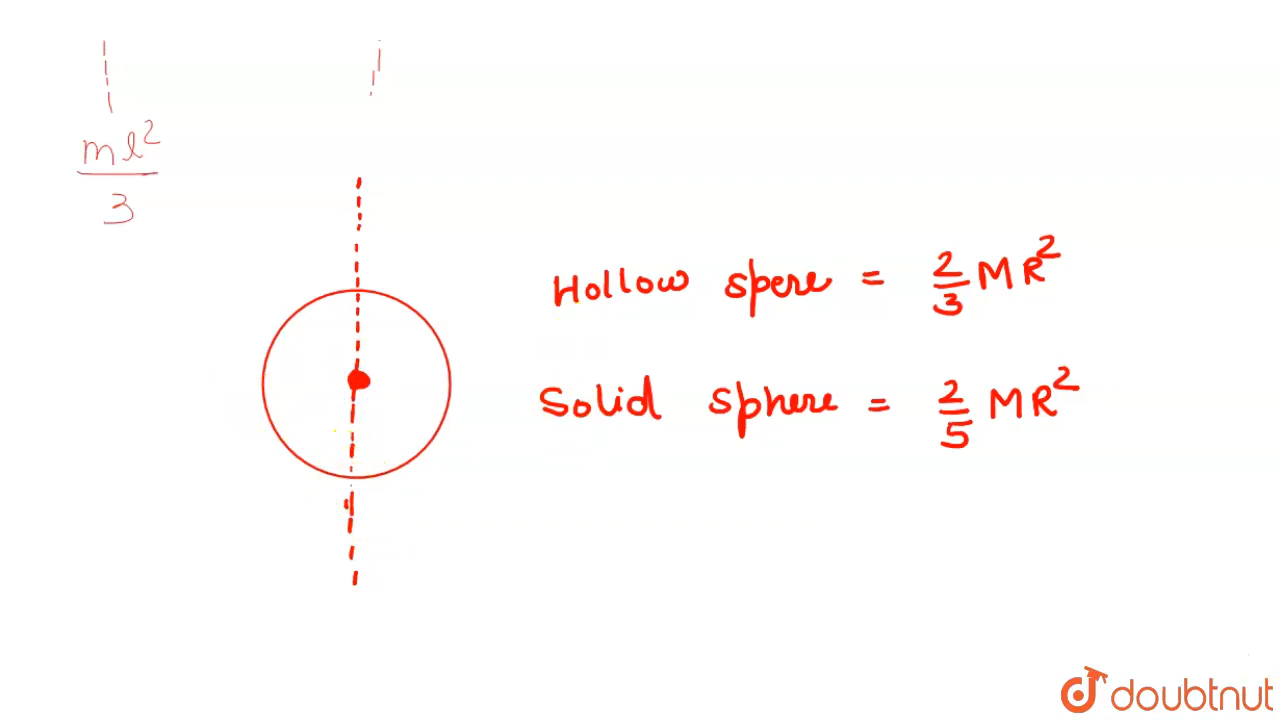 ml²
3
Hollow spere = 2/3 MR²
Solid sphere = 2/5 MR²
doubtnut